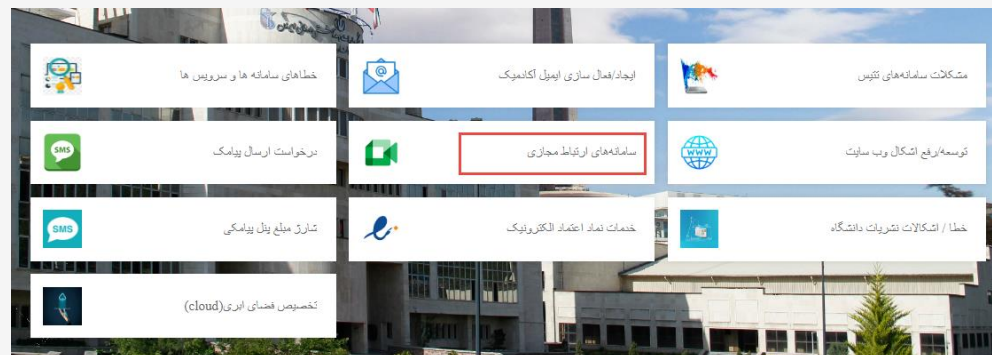 مشکلات سامانه‌های تتیس
ایجاد/فعال سازی ایمیل آکادمیک
خطاهای سامانه ها و سرویس ها
توسعه/رفع اشکال وب سایت
WWW
سامانه‌های ارتباط مجازی
درخواست ارسال پیامک
SMS
خطا / اشکالات نشریات دانشگاه
خدمات نماد اعتماد الکترونیک
شارژ مبلغ پنل پیامکی
SMS
تخصیص فضای ابری(cloud)